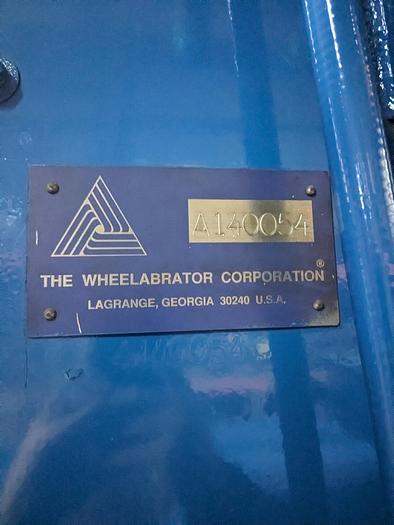 A140054
THE WHEELABRATOR CORPORATION®
LAGRANGE, GEORGIA 30240 U.S.A.